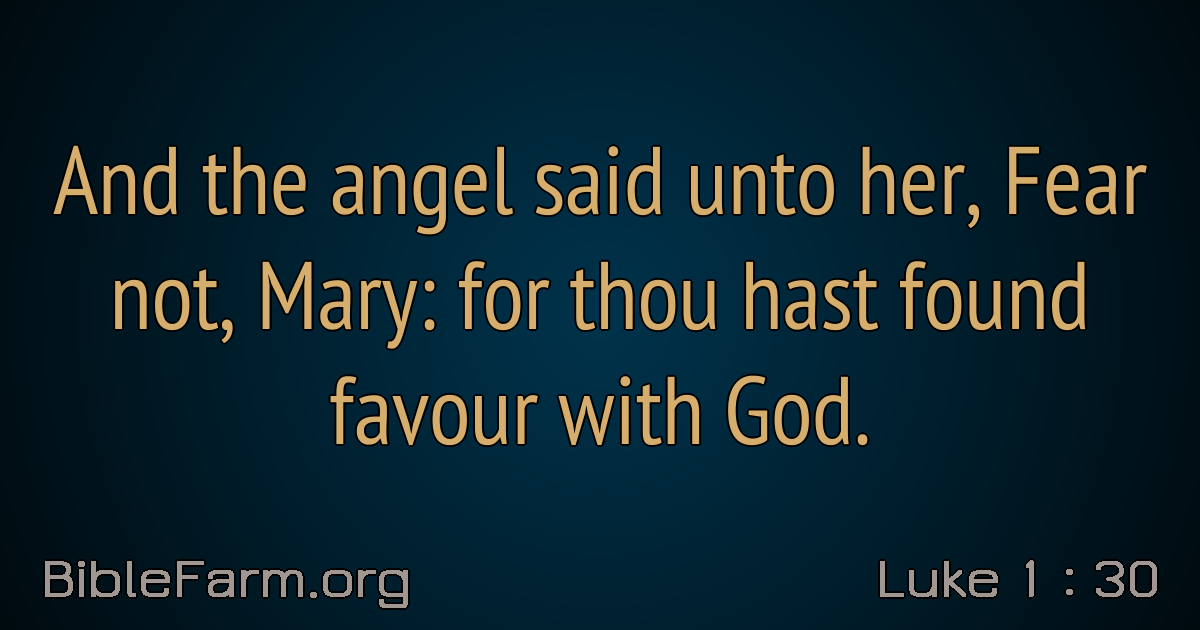 And the angel said unto her, Fear
not, Mary: for thou hast found
favour with God.
BibleFarm.org
Luke 1 : 30